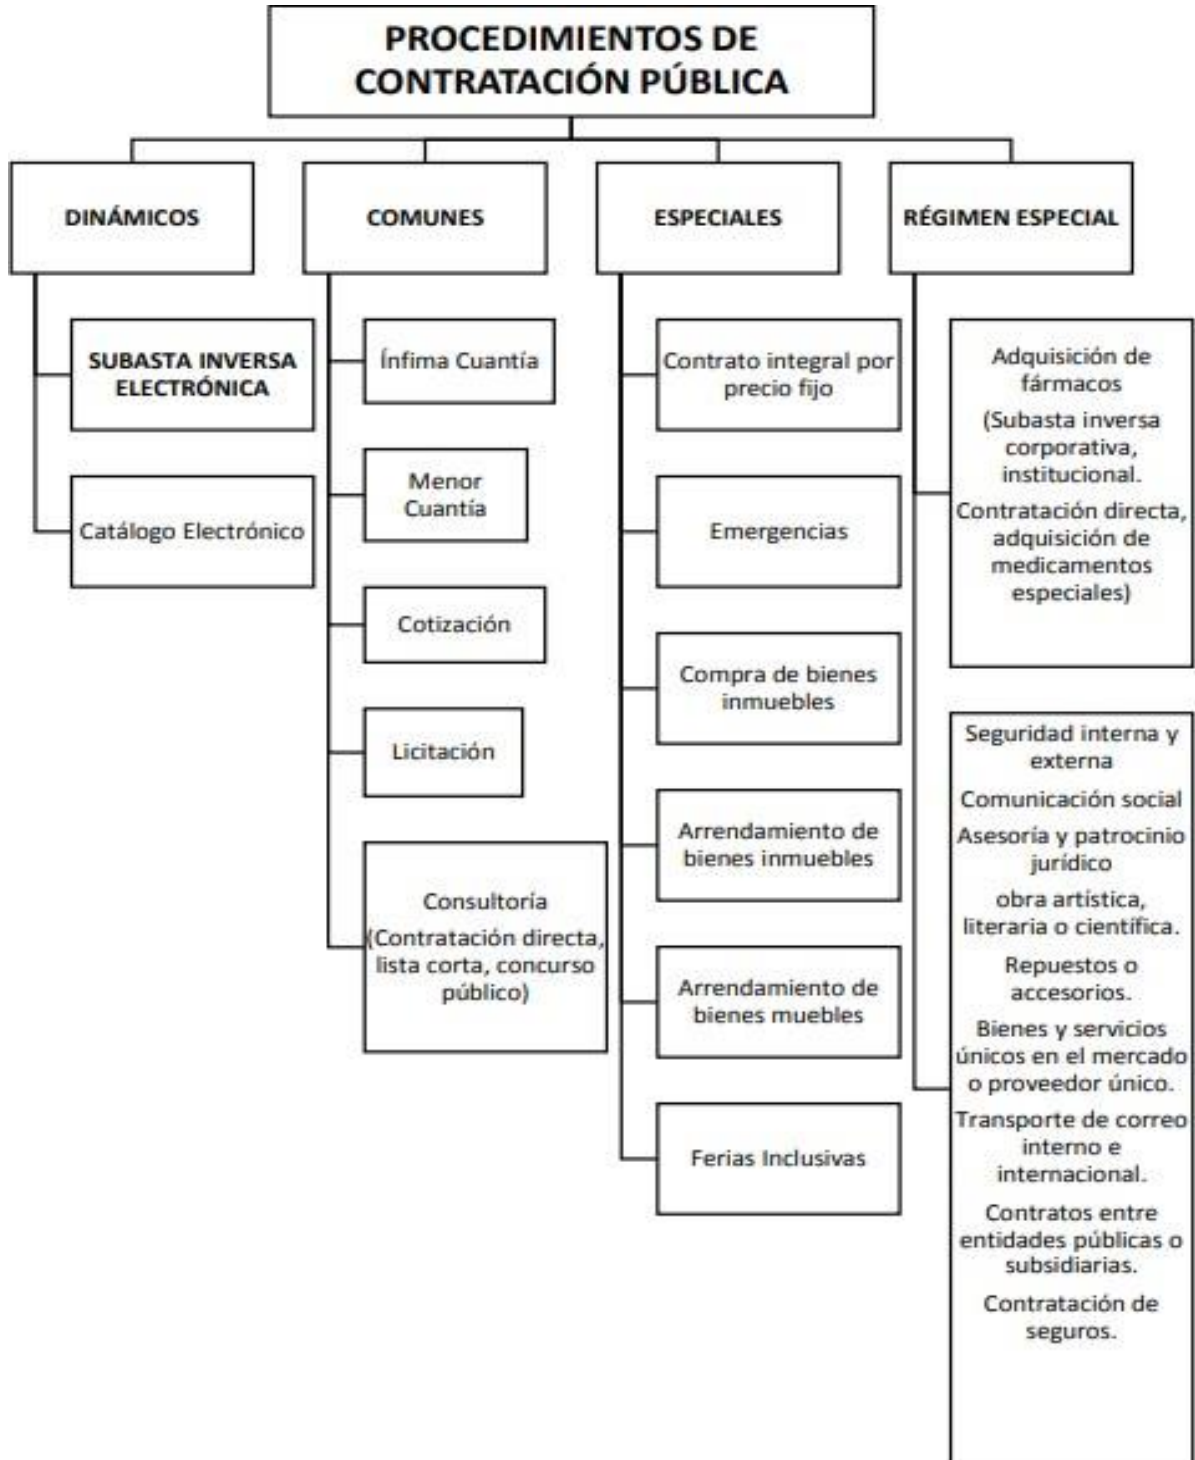 PROCEDIMIENTOS DE
CONTRATACIÓN PÚBLICA
DINÁMICOS
SUBASTA INVERSA
ELECTRÓNICA
Catálogo Electrónico
COMUNES
Ínfima Cuantía
Menor
Cuantía
Cotización
Licitación
Consultoría
(Contratación directa,
lista corta, concurso
público)
ESPECIALES
Contrato integral por
precio fijo
Emergencias
Compra de bienes
inmuebles
Arrendamiento de
bienes inmuebles
Arrendamiento de
bienes muebles
Ferias Inclusivas
RÉGIMEN ESPECIAL
Adquisición de
fármacos
(Subasta inversa
corporativa,
institucional.
Contratación directa,
adquisición de
medicamentos
especiales)
Seguridad interna y
externa
Comunicación social
Asesoría y patrocinio
jurídico
obra artística,
literaria o científica.
Repuestos o
accesorios.
Bienes y servicios
únicos en el mercado
o proveedor único.
Transporte de correo
interno e
internacional.
Contratos entre
entidades públicas o
subsidiarias.
Contratación de
seguros.